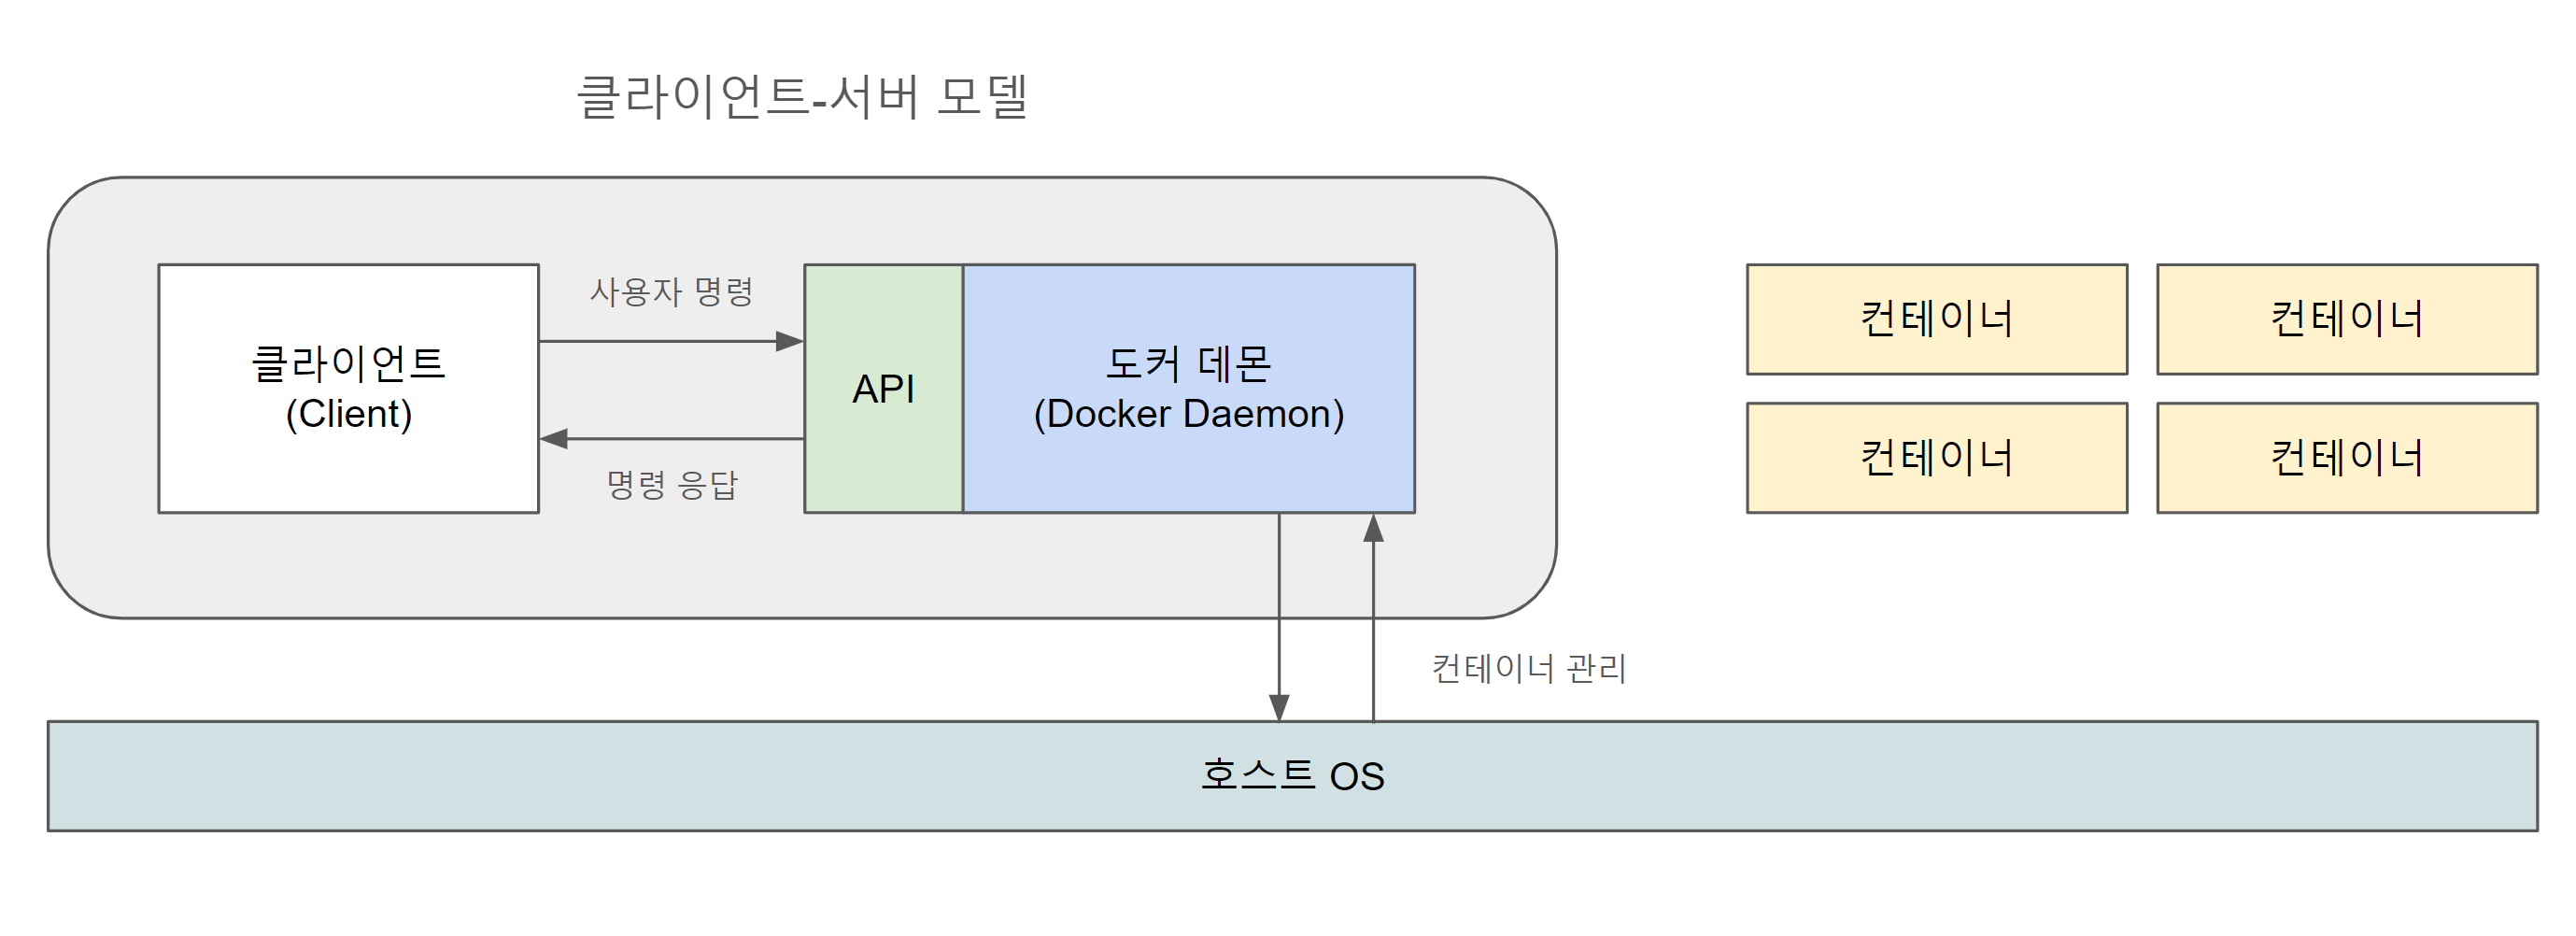 클라이언트-서버 모델
클라이언트
(Client)
사용자 명령
명령 응답
API
도커 데몬
(Docker Daemon)
컨테이너
컨테이너
컨테이너
컨테이너
컨테이너 관리
호스트 OS